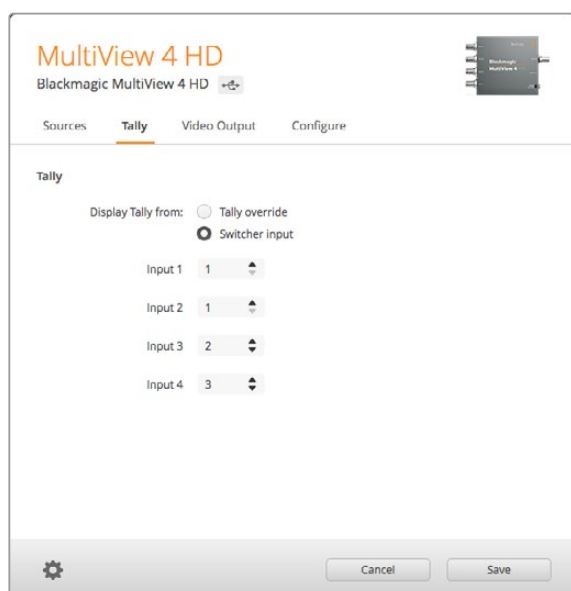 MultiView 4 HD
Blackmagic MultiView 4 HD
Sources Tally Video Output Configure
Tally
Display Tally from: Tally override
Switcher input
Input 1 1
Input 2 1
Input 3 2
Input 4 3
Cancel Save